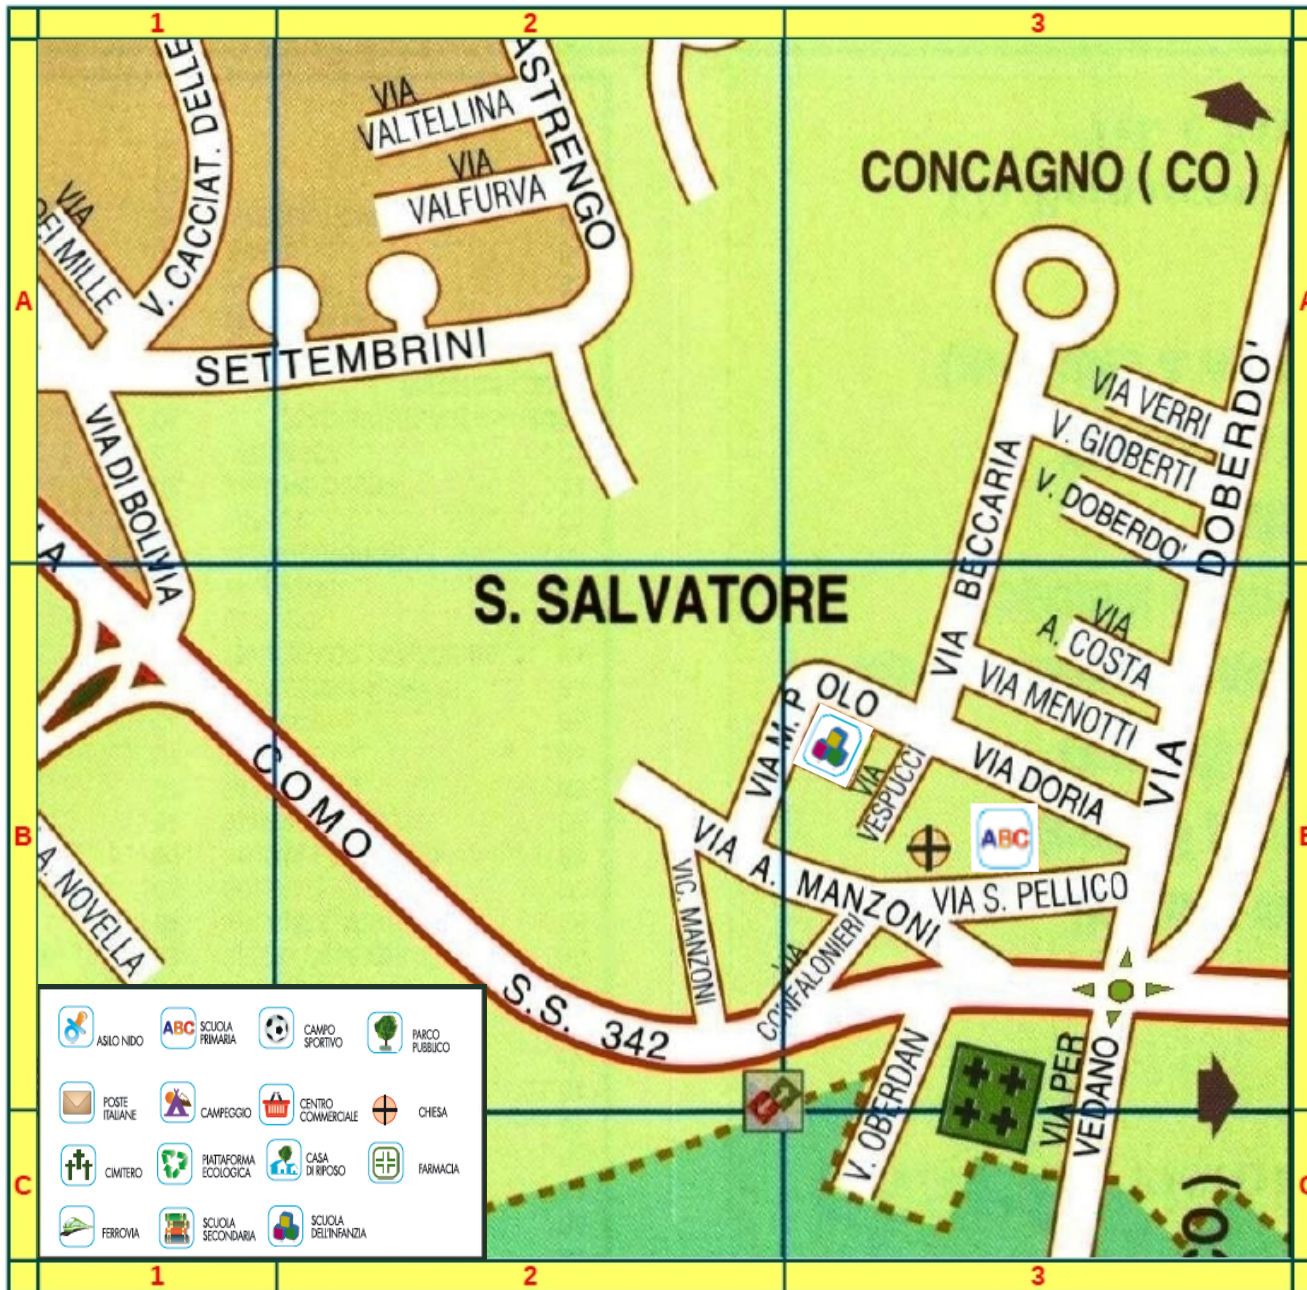 1
2
3
A
A
B
B
C
C
1
2
3
V. CACCIAT. DELLE
VIA
DEI MILLE
VIA
VALTELLINA
VIA
VALFURVA
ASTRENGO
SETTEMBRINI
VIA DI BOLIVIA
CONCAGNO ( CO )
VIA VERRI
V. GIOBERTI
V. DOBERDO'
VIA DOBERDO'
VIA BECCARIA
S. SALVATORE
VIA
A. COSTA
VIA MENOTTI
VIA M. POLO
VIA
VESPUCCI
VIA DORIA
ABC
VIA S. PELLICO
VIA A. MANZONI
VIC. MANZONI
VIA
CONFALONIERI
COMO
S.S. 342
A. NOVELLA
V. OBERDAN
VIA PER
VEDANO
CO )
ASILO NIDO
ABC
SCUOLA
PRIMARIA
CAMPO
SPORTIVO
PARCO
PUBBLICO
POSTE
ITALIANE
CAMPEGGIO
CENTRO
COMMERCIALE
CHIESA
CIMITERO
PIATTAFORMA
ECOLOGICA
CASA
DI RIPOSO
FARMACIA
FERROVIA
SCUOLA
SECONDARIA
SCUOLA
DELL'INFANZIA